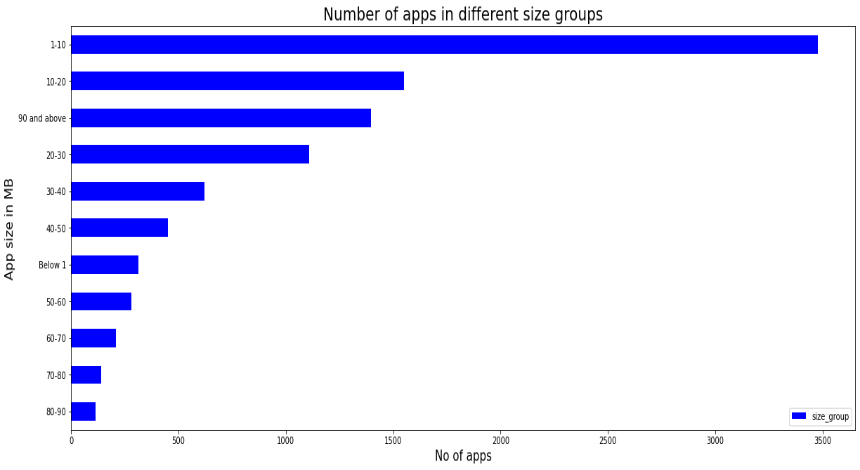 Number of apps in different size groups
App size in MB
1-10
10-20
90 and above
20-30
30-40
40-50
Below 1
50-60
60-70
70-80
80-90
size_group
0 500 1000 1500 2000 2500 3000 3500
No of apps